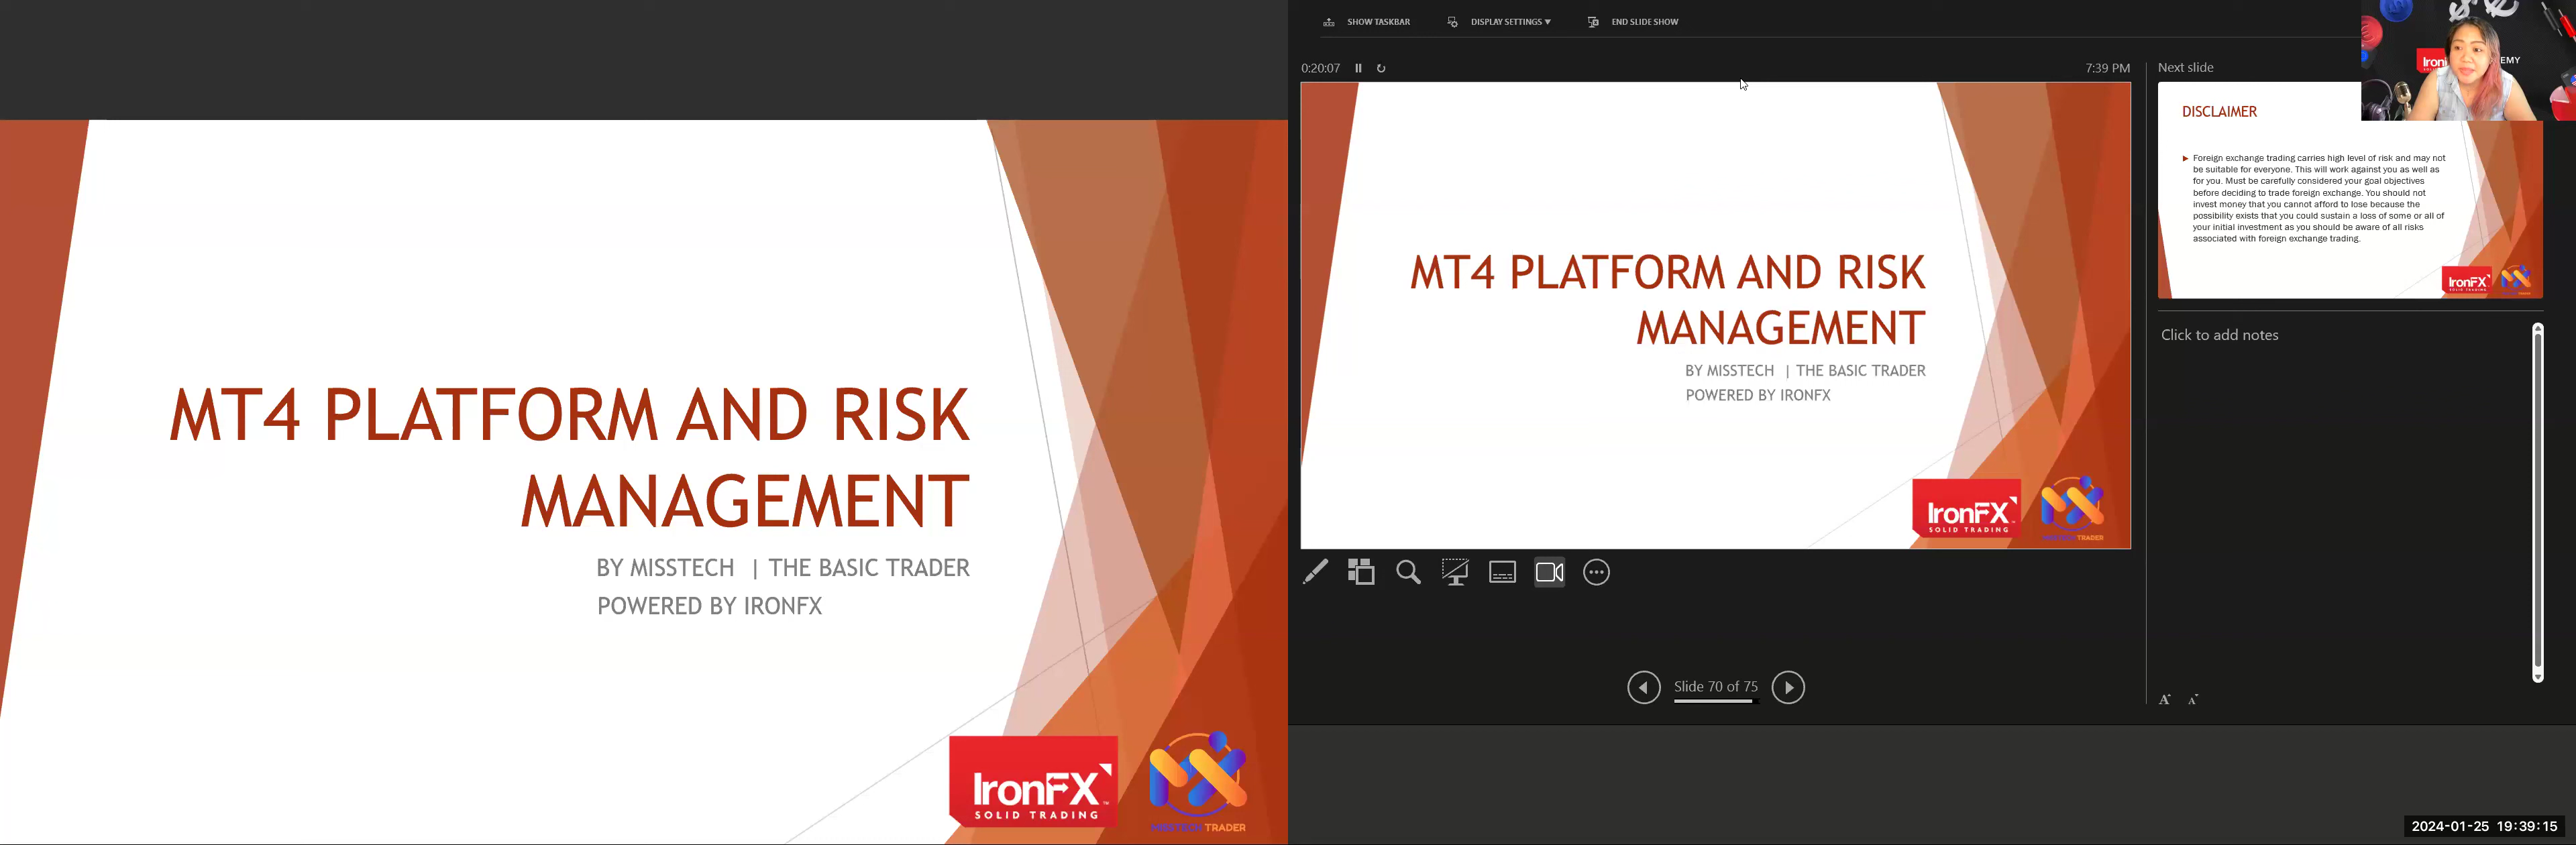 MT4 PLATFORM AND RISK
MANAGEMENT
BY MISSTECH | THE BASIC TRADER
POWERED BY IRONFX
IronFX
SOLID TRADING
MISSTECH TRADER
SHOW TASKBAR
DISPLAY SETTINGS ▼
END SLIDE SHOW
0:20:07
7:39 PM
MT4 PLATFORM AND RISK
MANAGEMENT
BY MISSTECH | THE BASIC TRADER
POWERED BY IRONFX
IronFX
SOLID TRADING
TRADER
Slide 70 of 75
Next slide
DISCLAIMER
Foreign exchange trading carries high level of risk and may not
be suitable for everyone. This will work against you as well as
for you. Must be carefully considered your goal objectives
before deciding to trade foreign exchange. You should not
invest money that you cannot afford to lose because the
possibility exists that you could sustain a loss of some or all of
your initial investment as you should be aware of all risks
associated with foreign exchange trading.
IronFX
SOLID TRADING
Click to add notes
A A
Iron
EMY
2024-01-25 19:39:15